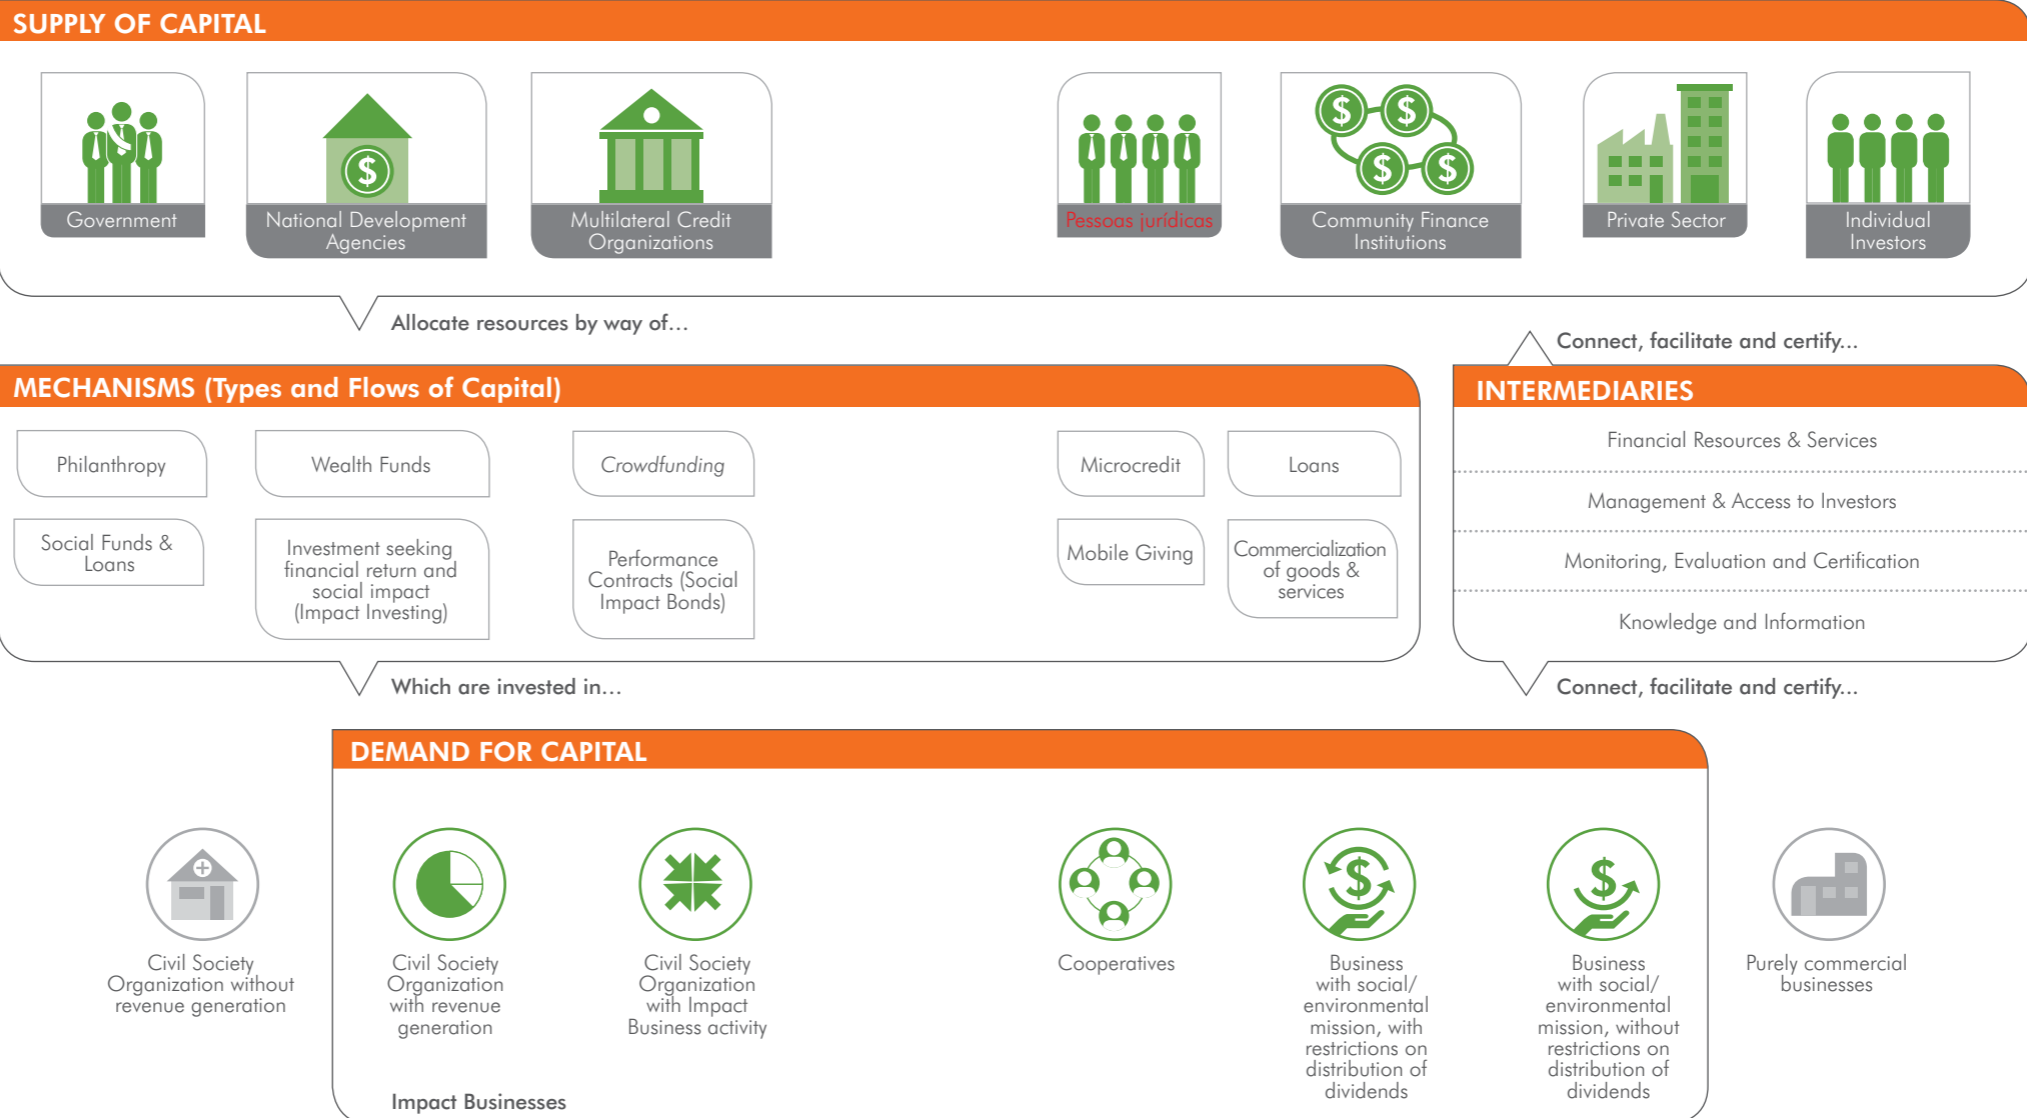 SUPPLY OF CAPITAL
Government
National Development
Agencies
Multilateral Credit
Organizations
Pessoas jurídicas
Community Finance
Institutions
Private Sector
Individual
Investors
Allocate resources by way of...
Connect, facilitate and certify...
MECHANISMS (Types and Flows of Capital)
Philanthropy
Wealth Funds
Crowdfunding
Microcredit
Loans
Social Funds &
Loans
Investment seeking
financial return and
social impact
(Impact Investing)
Performance
Contracts (Social
Impact Bonds)
Mobile Giving
Commercialization
of goods &
services
INTERMEDIARIES
Financial Resources & Services
Management & Access to Investors
Monitoring, Evaluation and Certification
Knowledge and Information
Which are invested in...
Connect, facilitate and certify...
DEMAND FOR CAPITAL
Civil Society
Organization without
revenue generation
Civil Society
Organization
with revenue
generation
Civil Society
Organization
with Impact
Business activity
Cooperatives
Business
with social/
environmental
mission, with
restrictions on
distribution of
dividends
Business
with social/
environmental
mission, without
restrictions on
distribution of
dividends
Purely commercial
businesses
Impact Businesses